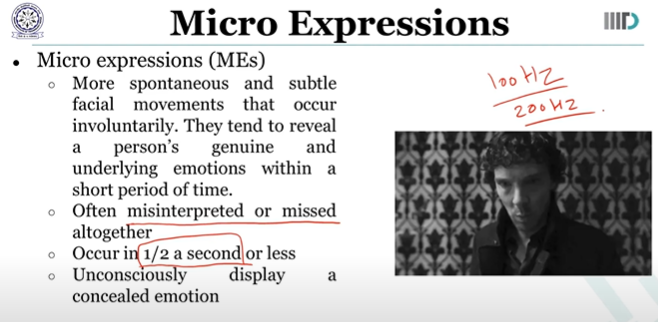 Micro Expressions
IIITD
• Micro expressions (MEs)
○ More spontaneous and subtle
facial movements that occur
involuntarily. They tend to reveal
a person's genuine and
underlying emotions within a
short period of time.
○ Often misinterpreted or missed
altogether
○ Occur in 1/2 a second or less
○ Unconsciously display a
concealed emotion
100 HZ
200 HZ